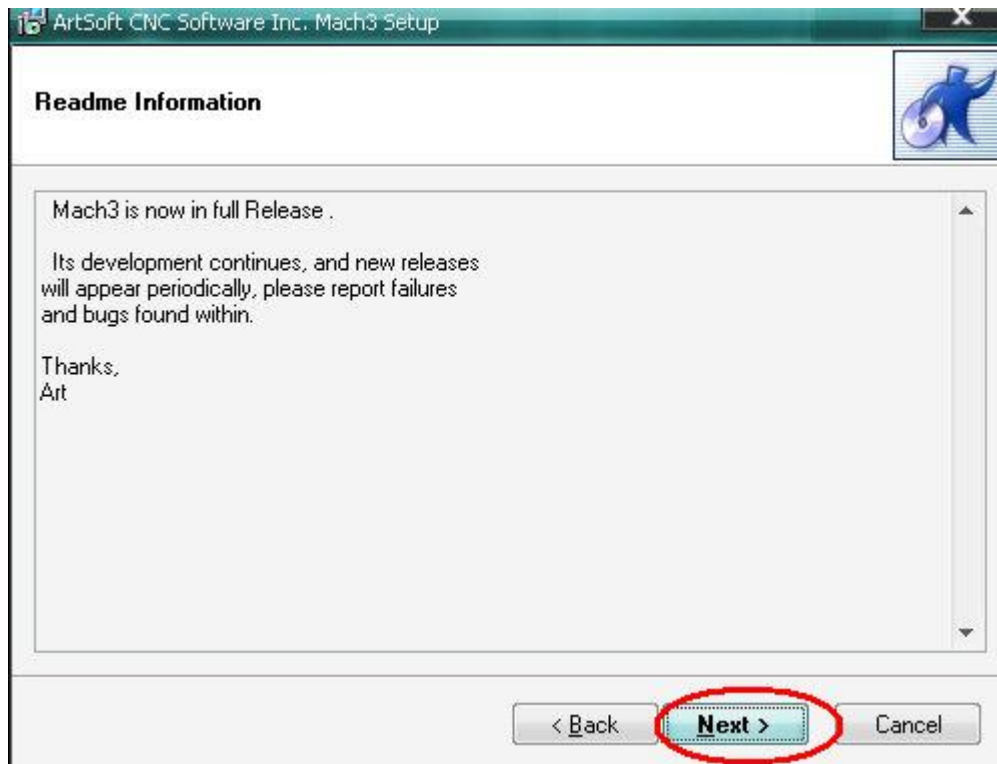 ArtSoft CNC Software Inc. Mach3 Setup
X
Readme Information
Mach3 is now in full Release .
Its development continues, and new releases
will appear periodically, please report failures
and bugs found within.
Thanks,
Art
< Back
Next >
Cancel